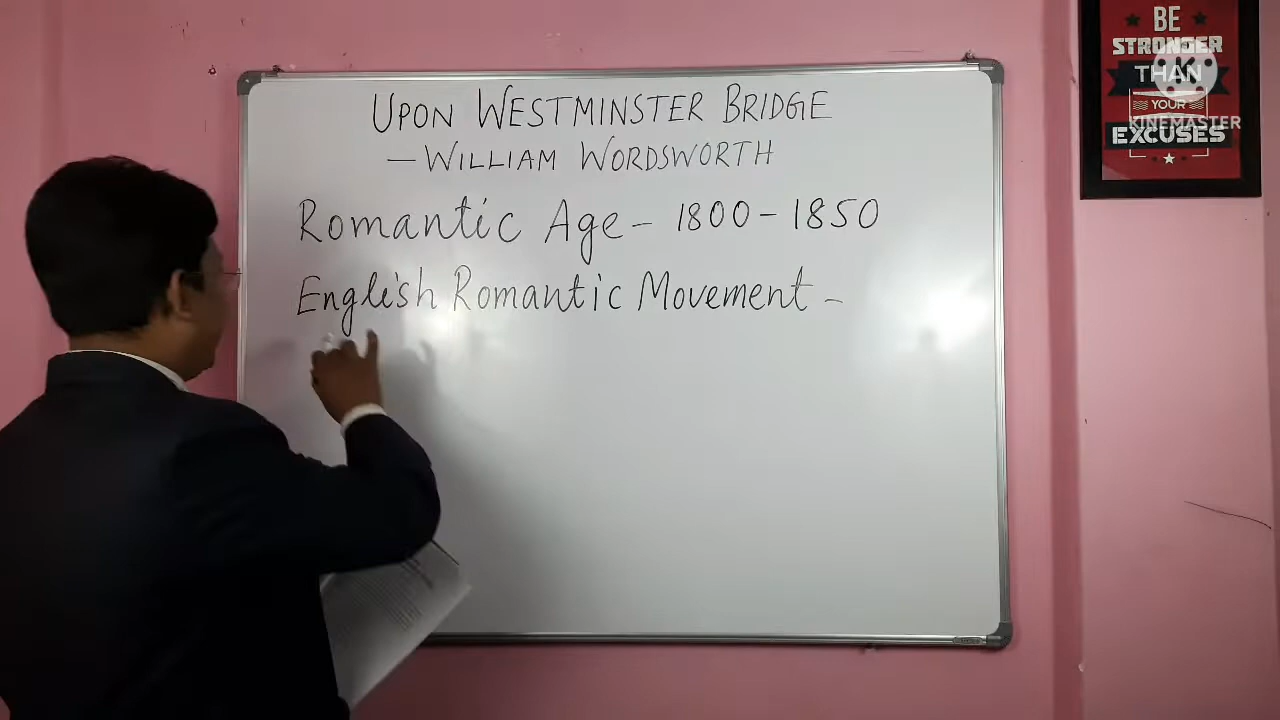 UPON WESTMINSTER BRIDGE
— WILLIAM WORDSWORTH
Romantic Age - 1800 - 1850
English Romantic Movement -
BE
STRONGER
THAN
YOUR
EXCUSES
KINEMASTER